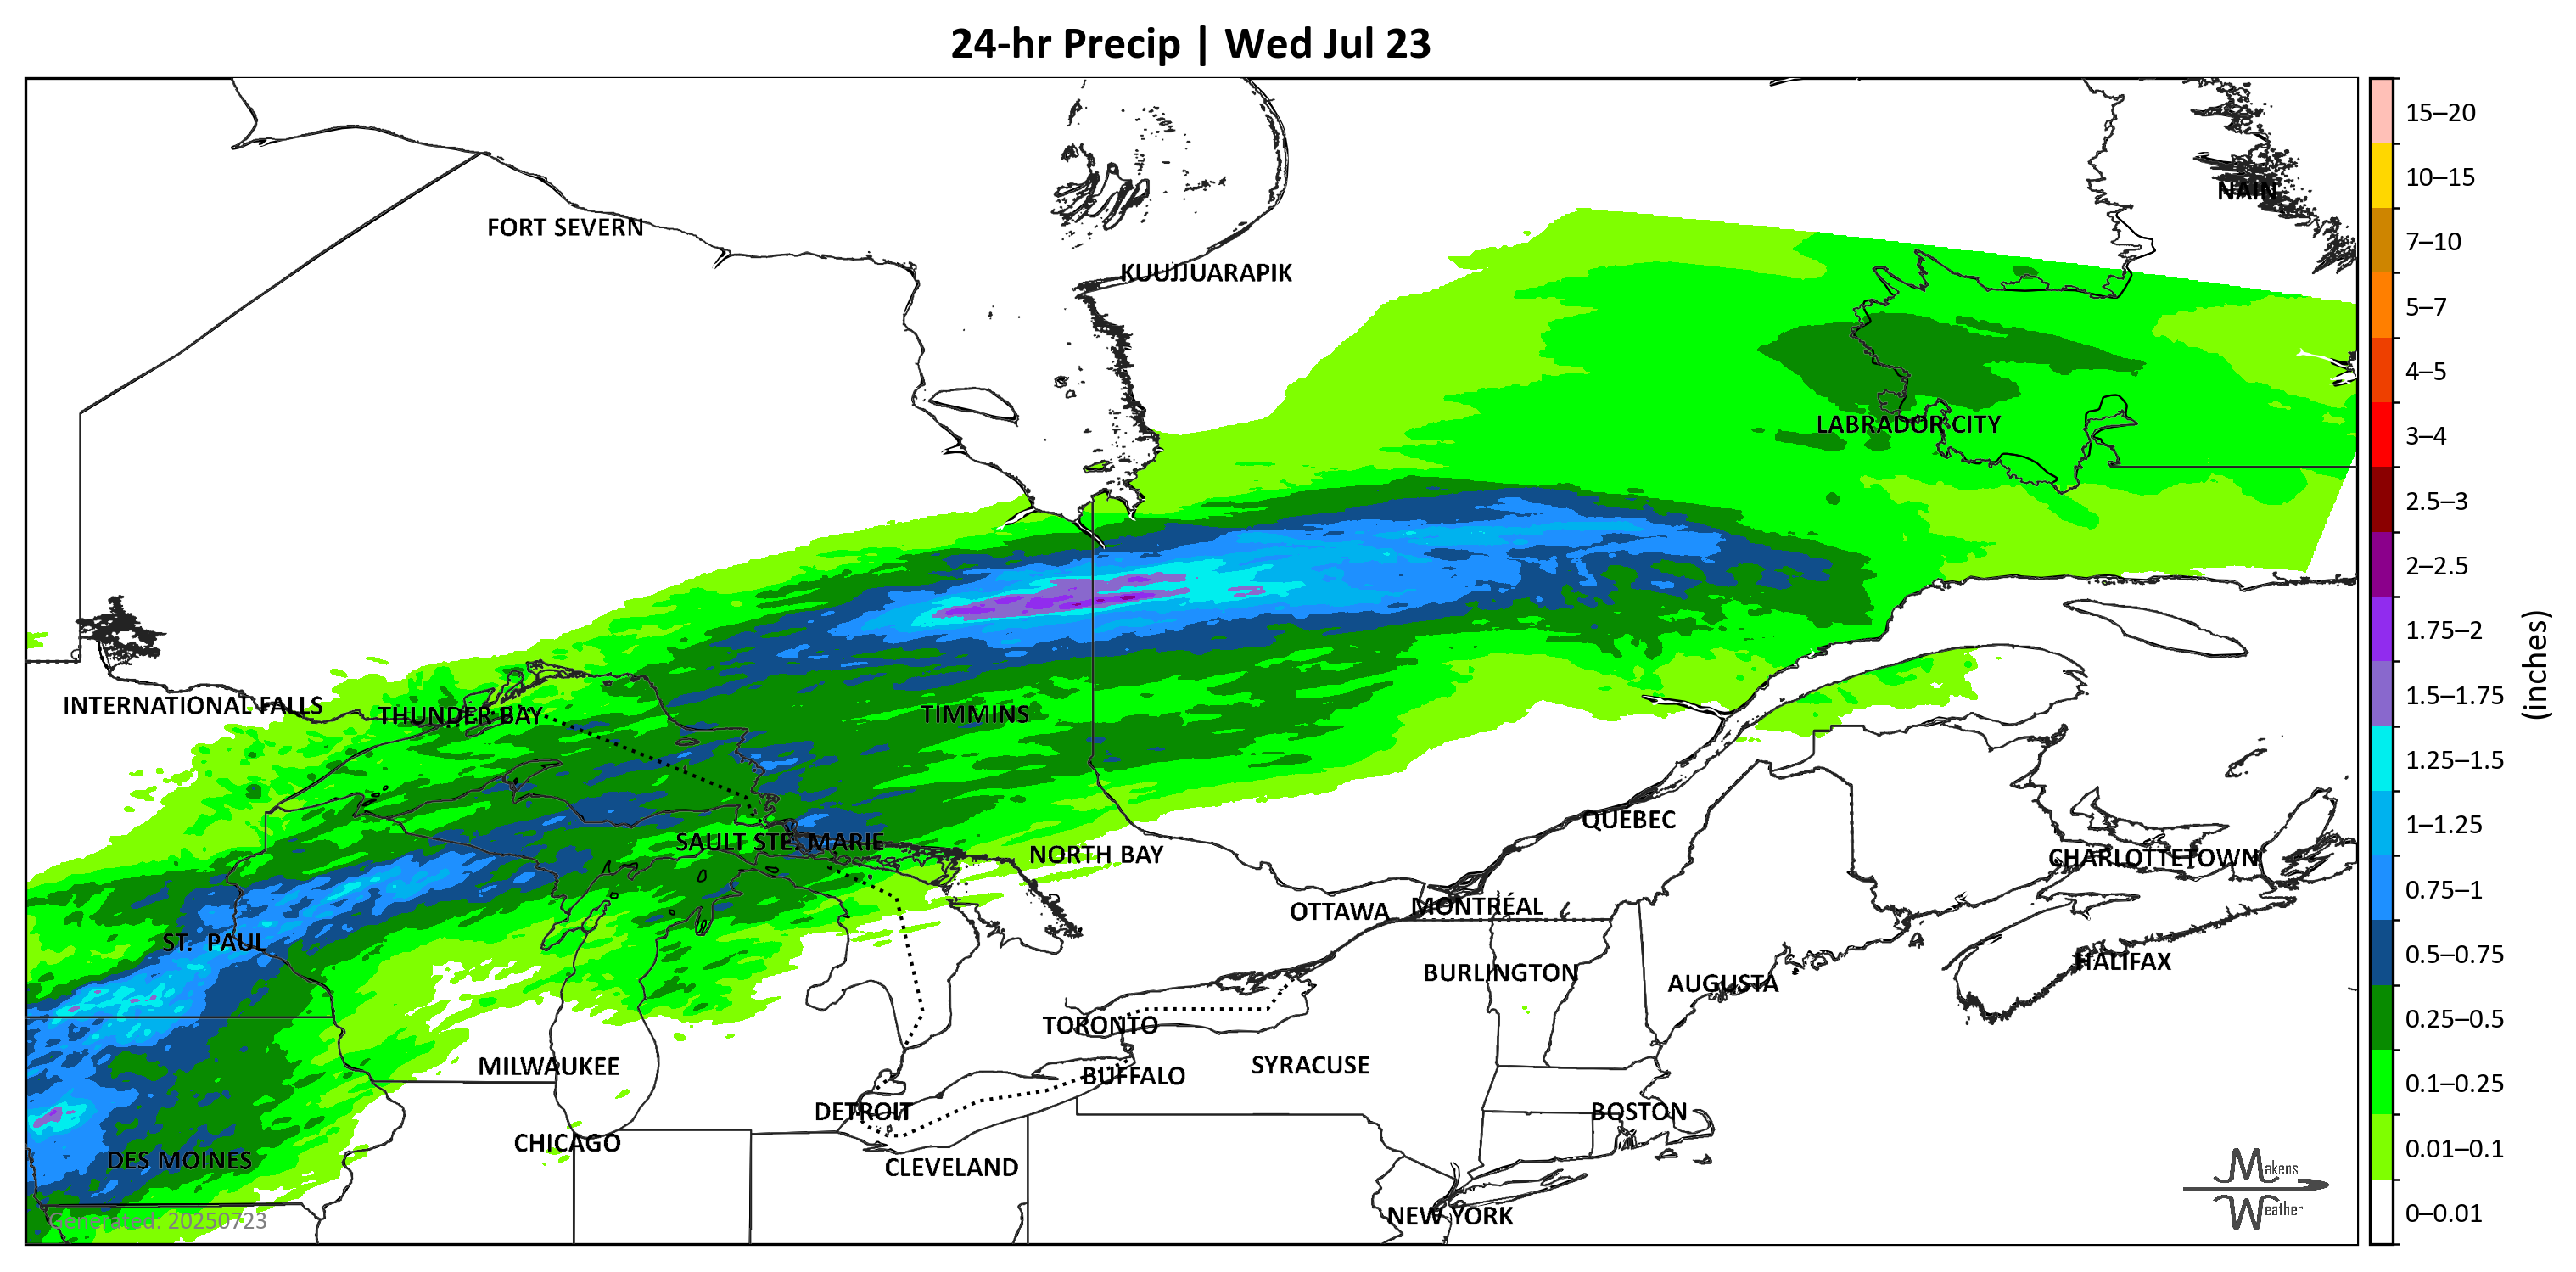 24-hr Precip | Wed Jul 23
15–20
10–15
NAIN
FORT SEVERN
7–10
KUUJJUARAPIK
5–7
4–5
LABRADOR CITY
3–4
2.5–3
2–2.5
1.75–2
(inches)
INTERNATIONAL FALLS
THUNDER BAY
TIMMINS
1.5–1.75
1.25–1.5
QUÉBEC
1–1.25
SAULT STE. MARIE
NORTH BAY
CHARLOTTETOWN
0.75–1
OTTAWA
MONTRÉAL
ST. PAUL
BURLINGTON
AUGUSTA
HALIFAX
0.5–0.75
TORONTO
0.25–0.5
MILWAUKEE
BUFFALO
SYRACUSE
0.1–0.25
DETROIT
BOSTON
CHICAGO
0.01–0.1
DES MOINES
CLEVELAND
Makens
Weather
NEW YORK
0–0.01
Generated: 20250723